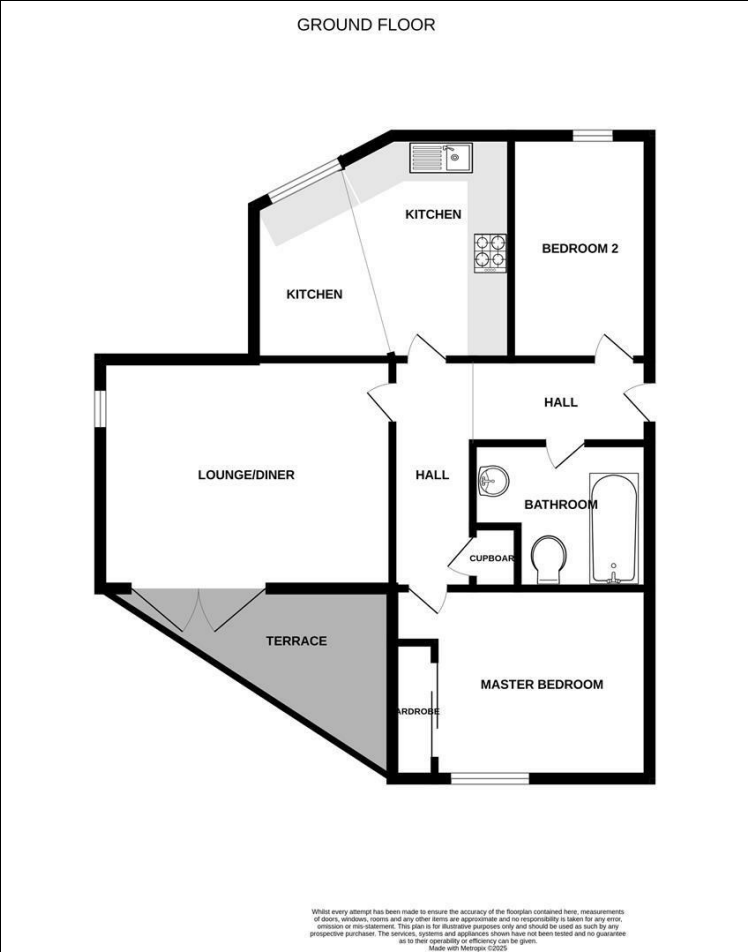 GROUND FLOOR
KITCHEN
BEDROOM 2
KITCHEN
HALL
LOUNGE/DINER
HALL
BATHROOM
CUPBOAR
TERRACE
MASTER BEDROOM
ARDROBE
Whilst every attempt has been made to ensure the accuracy of the floorplan contained here, measurements
of doors, windows, rooms and any other items are approximate and no responsibility is taken for any error,
omission or mis-statement. This plan is for illustrative purposes only and should be used as such by any
prospective purchaser. The services, systems and appliances shown have not been tested and no guarantee
as to their operability or efficiency can be given.
Made with Metropix ©2025